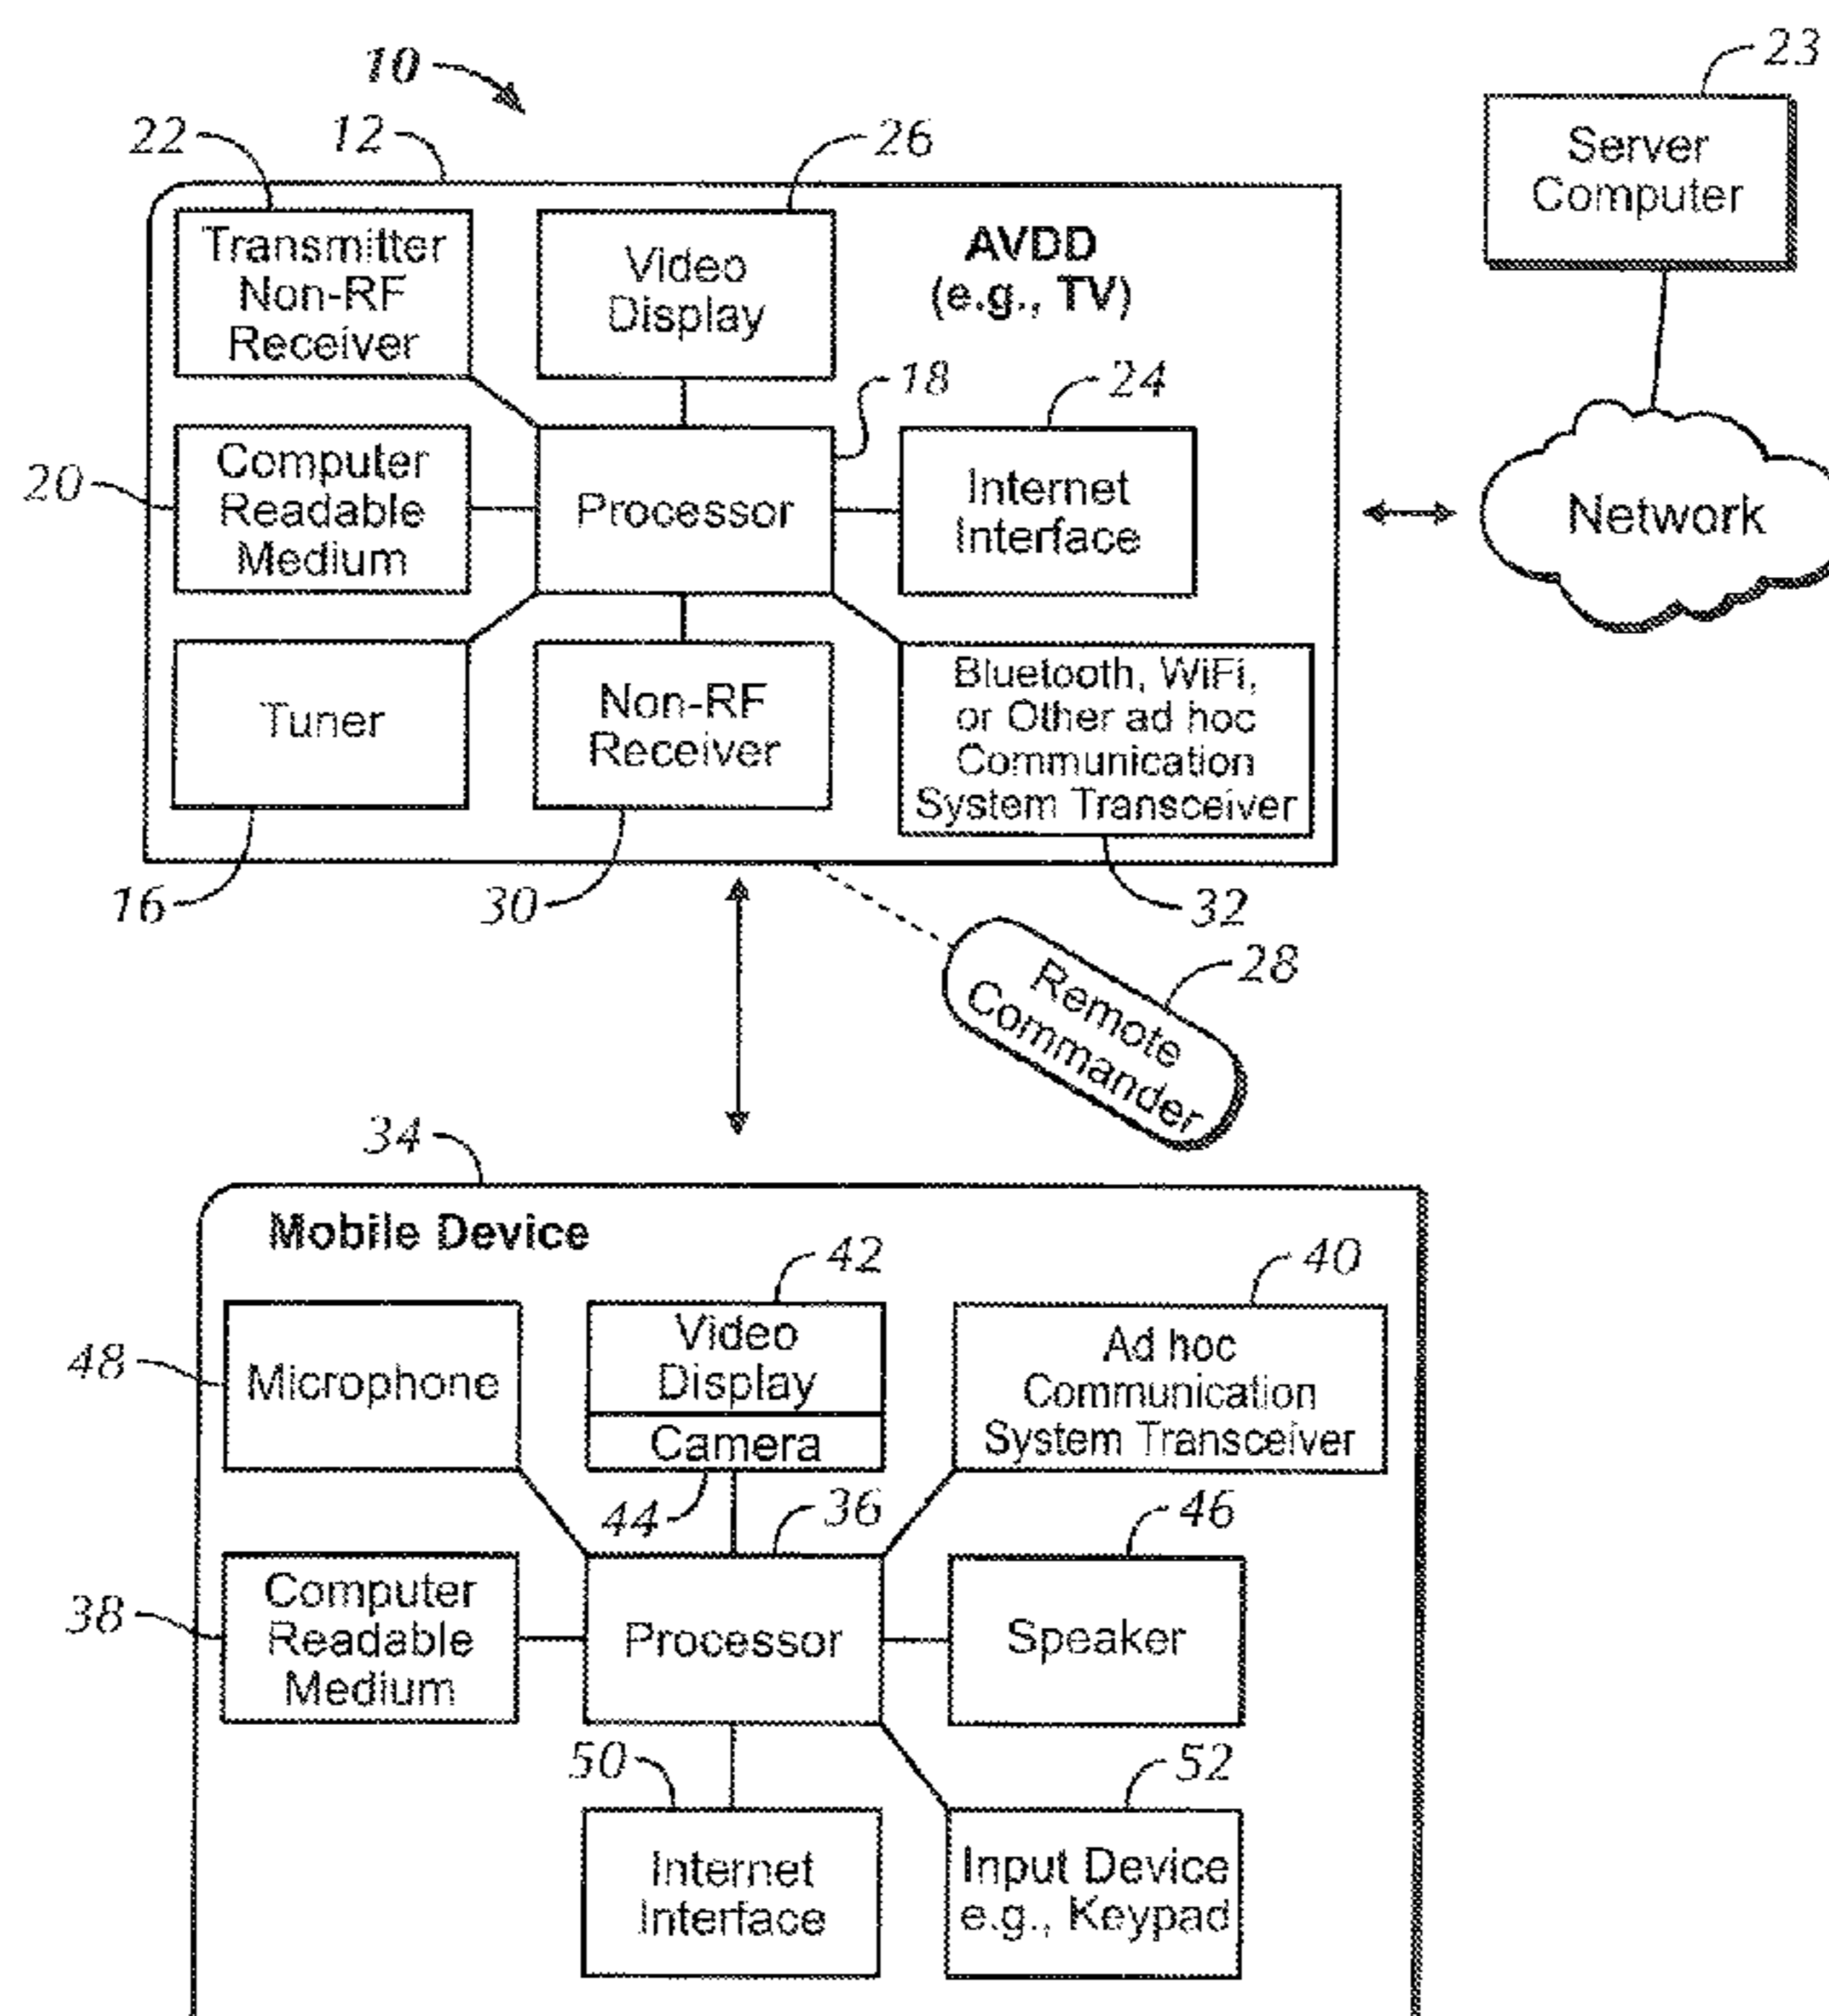 10
23
22
12
26
Server
Computer
Transmitter
Non-RF
Receiver
Video
Display
AVDD
(e.g., TV)
18
24
20
Computer
Readable
Medium
Processor
Internet
Interface
Network
Tuner
Non-RF
Receiver
Bluetooth, WiFi,
or Other ad hoc
Communication
System Transceiver
16
30
32
28
Remote
Commander
34
Mobile Device
42
40
48
Microphone
Video
Display
Camera
Ad hoc
Communication
System Transceiver
44
36
46
38
Computer
Readable
Medium
Processor
Speaker
50
52
Internet
Interface
Input Device
e.g., Keypad